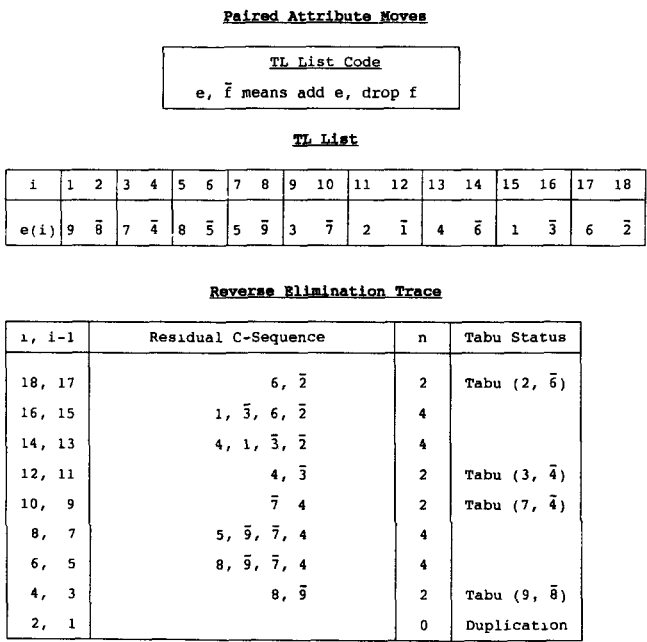 Paired Attribute Moves
TL List Code
e, f̄ means add e, drop f
TL List
i 1 2 3 4 5 6 7 8 9 10 11 12 13 14 15 16 17 18
e(i) 9 8̄ 7 4̄ 8 5̄ 5 9̄ 3 7̄ 2 1̄ 4 6̄ 1 3̄ 6 2̄
Reverse Elimination Trace
i, i-1 Residual C-Sequence n Tabu Status
18, 17 6, 2̄ 2 Tabu (2, 6̄)
16, 15 1, 3̄, 6, 2̄ 4
14, 13 4, 1, 3̄, 2̄ 4
12, 11 4, 3̄ 2 Tabu (3, 4̄)
10, 9 7̄ 4 2 Tabu (7, 4̄)
8, 7 5, 9̄, 7̄, 4 4
6, 5 8, 9̄, 7̄, 4 4
4, 3 8, 9̄ 2 Tabu (9, 8̄)
2, 1 0 Duplication